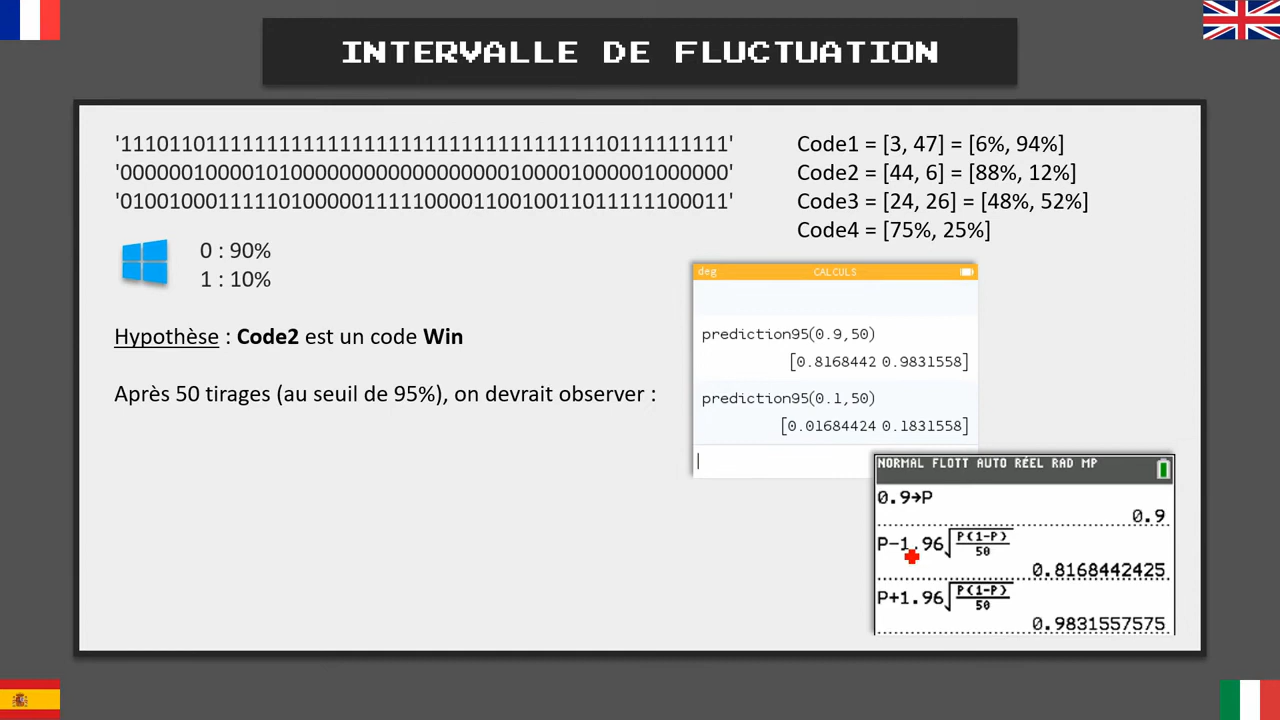 INTERVALLE DE FLUCTUATION
'11101101111111111111111111111111111111110111111111'
'00000010000101000000000000000000100001000001000000'
'01001000111110100000111110000110010011011111100011'
Code1 = [3, 47] = [6%, 94%]
Code2 = [44, 6] = [88%, 12%]
Code3 = [24, 26] = [48%, 52%]
Code4 = [75%, 25%]
0 : 90%
1 : 10%
Hypothèse : Code2 est un code Win
Après 50 tirages (au seuil de 95%), on devrait observer :
deg CALCULS
prediction95(0.9,50)
[0.8168442 0.9831558]
prediction95(0.1,50)
[0.01684424 0.1831558]
NORMAL FLOTT AUTO RÉEL RAD MP
0.9→P
0.9
P-1.96√(P(1-P)/50)
0.8168442425
P+1.96√(P(1-P)/50)
0.9831557575